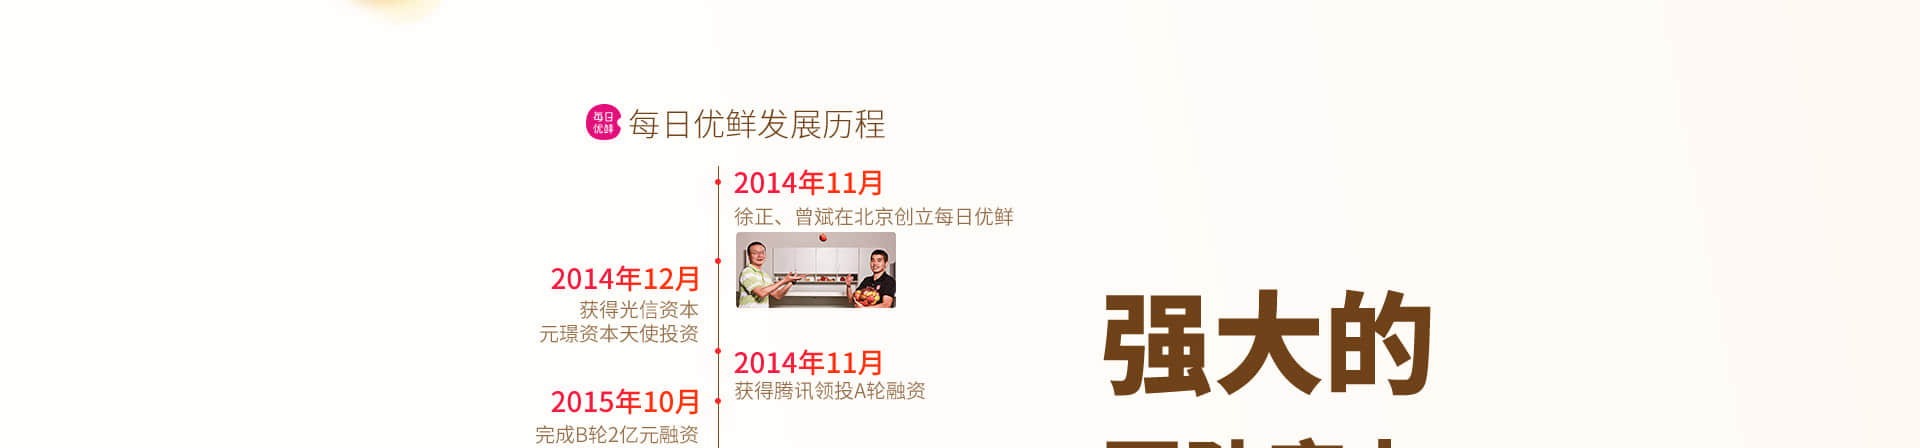 每日
优鲜
每日优鲜发展历程
2014年11月
徐正、曾斌在北京创立每日优鲜
2014年12月
获得光信资本
元璟资本天使投资
2014年11月
获得腾讯领投A轮融资
2015年10月
完成B轮2亿元融资
强大的